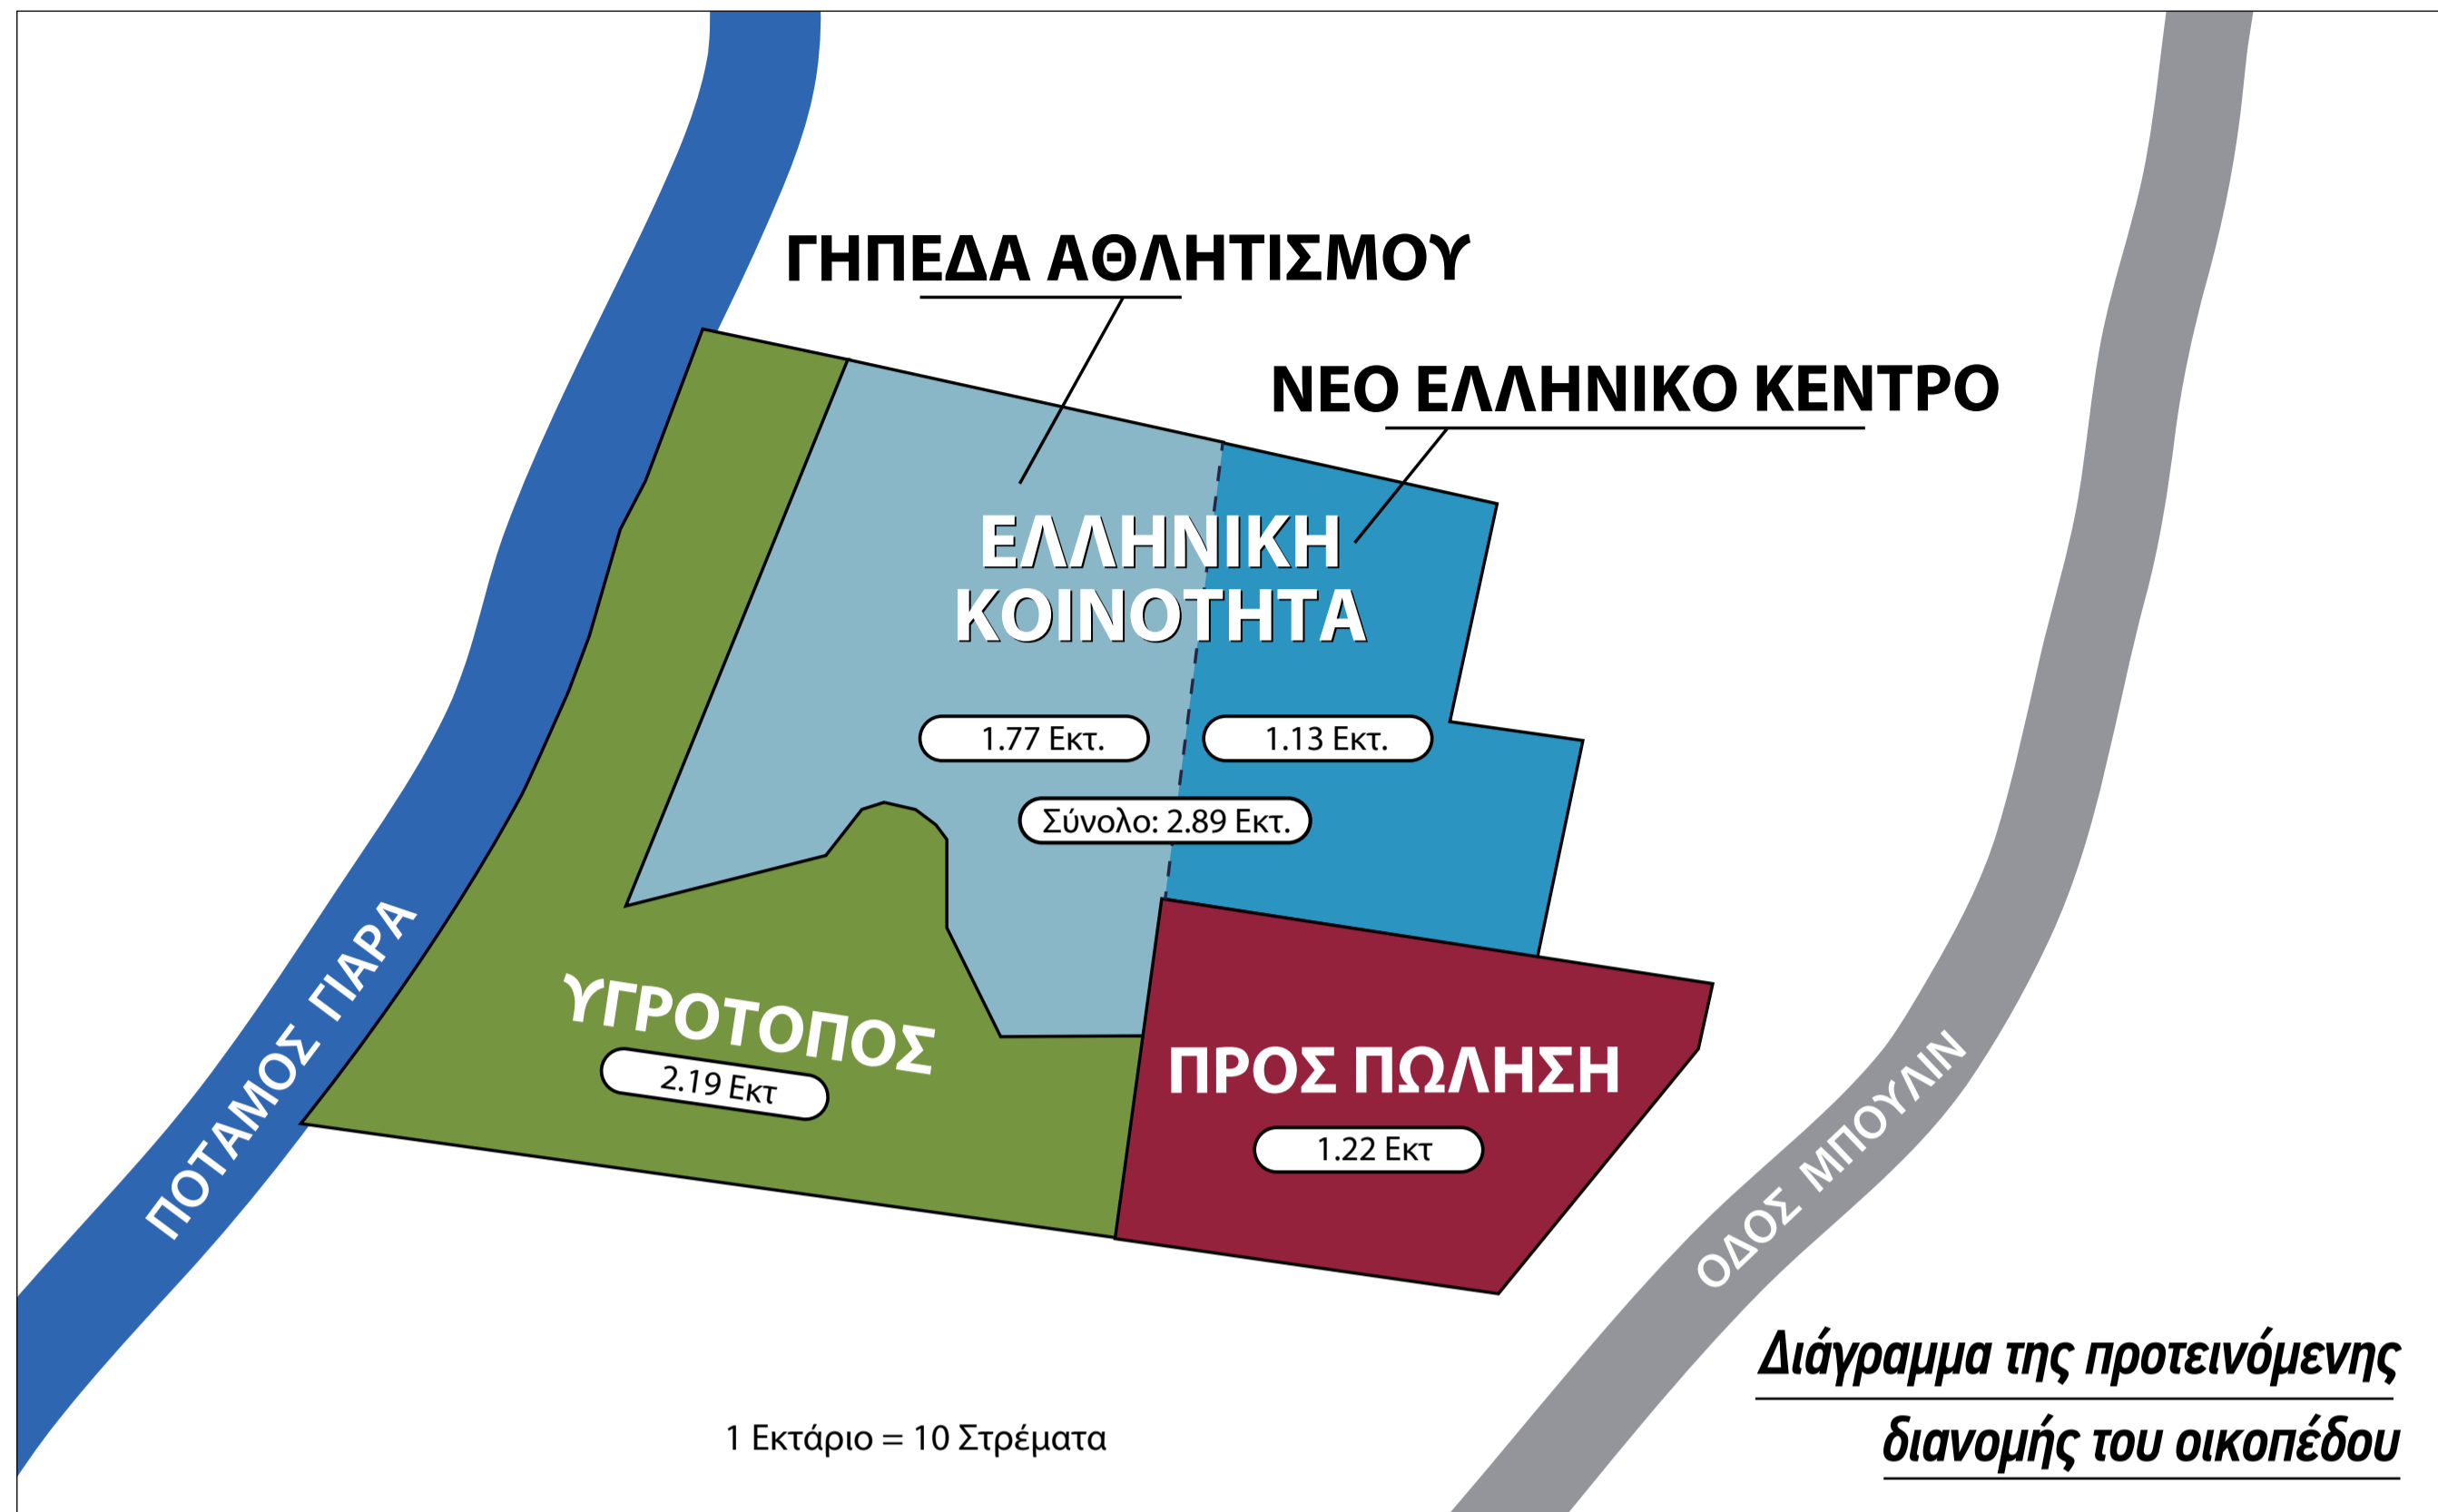 ΓΗΠΕΔΑ ΑΘΛΗΤΙΣΜΟΥ
ΝΕΟ ΕΛΛΗΝΙΚΟ ΚΕΝΤΡΟ
ΕΛΛΗΝΙΚΗ
ΚΟΙΝΟΤΗΤΑ
1.77 Εκτ.
1.13 Εκτ.
Σύνολο: 2.89 Εκτ.
ΠΟΤΑΜΟΣ ΓΙΑΡΑ
ΥΓΡΟΤΟΠΟΣ
2.19 Εκτ
ΠΡΟΣ ΠΩΛΗΣΗ
1.22 Εκτ
ΟΔΟΣ ΜΠΟΥΛΙΝ
Διάγραμμα της προτεινόμενης
διανομής του οικοπέδου
1 Εκτάριο = 10 Στρέματα